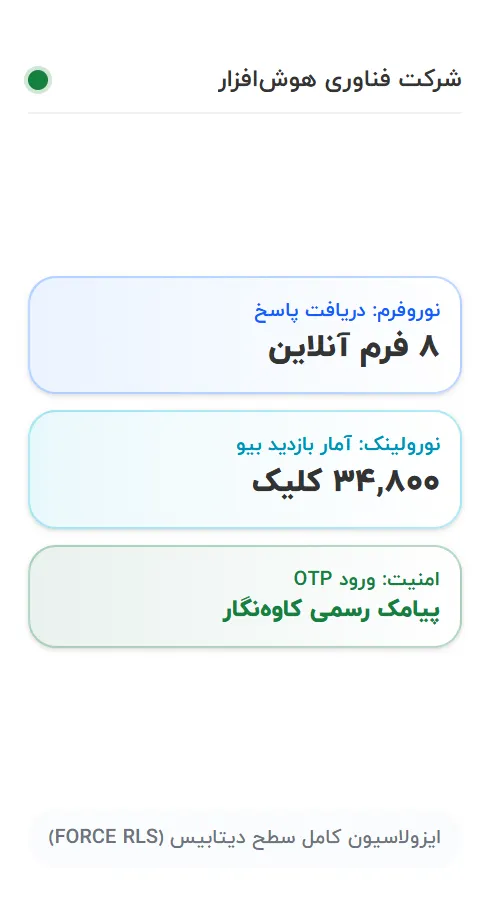 شرکت فناوری هوش‌افزار
نوروفرم: دریافت پاسخ
۸ فرم آنلاین
نورولینک: آمار بازدید بیو
۳۴,۸۰۰ کلیک
امنیت: ورود OTP
پیامک رسمی کاوه‌نگار
ایزولاسیون کامل سطح دیتابیس (FORCE RLS)